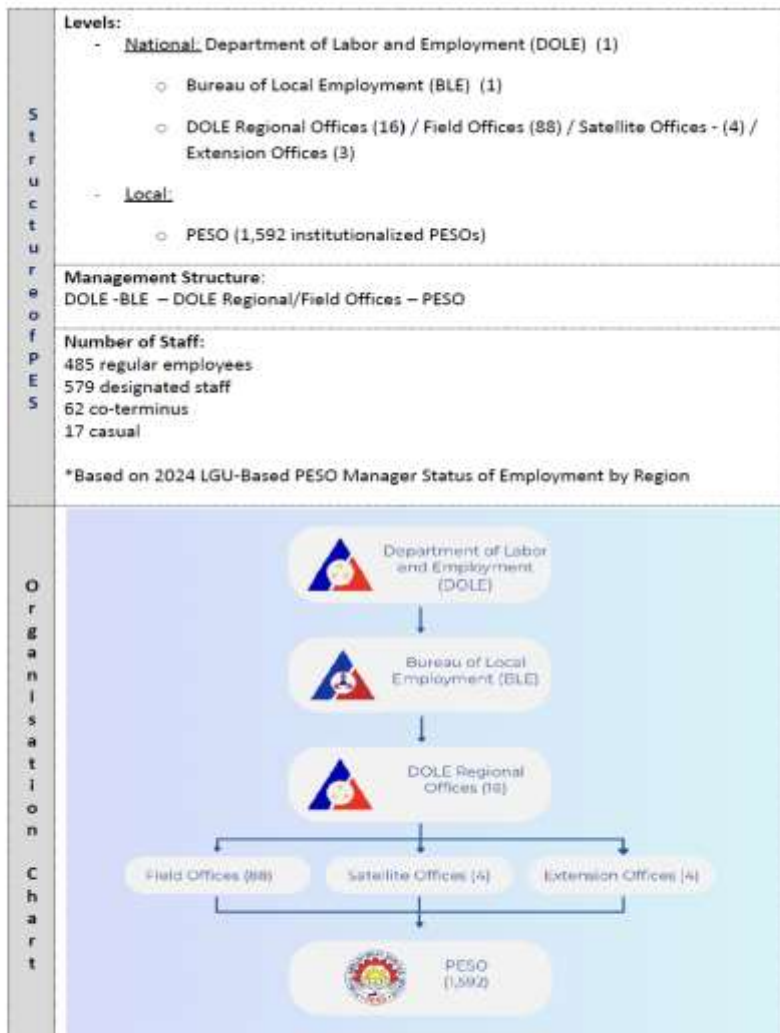 Structure of PES
Levels:
- National: Department of Labor and Employment (DOLE) (1)
o Bureau of Local Employment (BLE) (1)
o DOLE Regional Offices (16) / Field Offices (88) / Satellite Offices - (4) /
Extension Offices (3)
- Local:
o PESO (1,592 institutionalized PESOs)
Management Structure:
DOLE -BLE – DOLE Regional/Field Offices – PESO
Number of Staff:
485 regular employees
579 designated staff
62 co-terminus
17 casual
*Based on 2024 LGU-Based PESO Manager Status of Employment by Region
Organisation Chart
Department of Labor
and Employment
(DOLE)
Bureau of Local
Employment (BLE)
DOLE Regional
Offices (16)
Field Offices (88)
Satellite Offices (4)
Extension Offices (4)
PESO
(1,592)